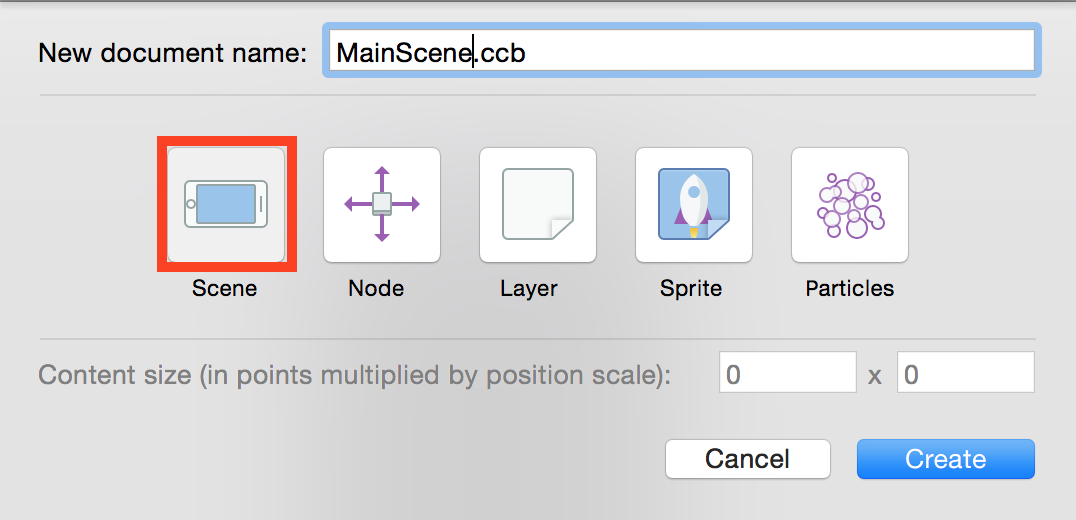 New document name: MainScene.ccb
Scene Node Layer Sprite Particles
Content size (in points multiplied by position scale): 0 x 0
Cancel Create